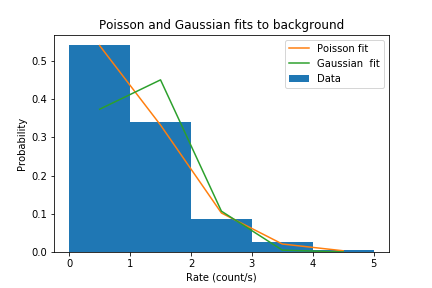 Poisson and Gaussian fits to background
Poisson fit
Gaussian  fit
Data
Probability
0.5
0.4
0.3
0.2
0.1
0.0
0 1 2 3 4 5
Rate (count/s)